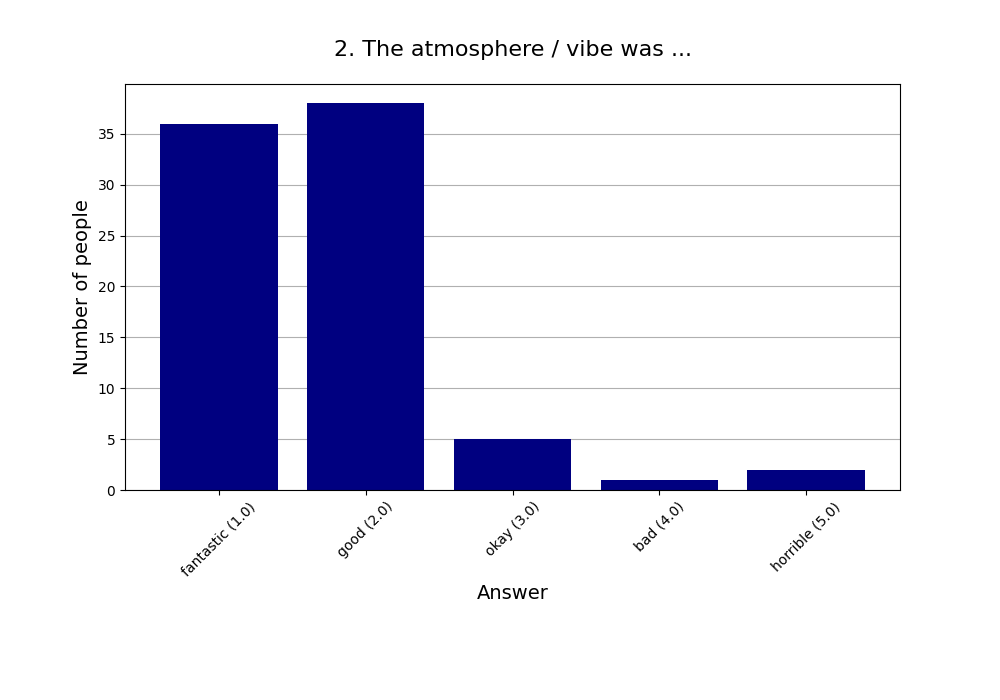 2. The atmosphere / vibe was ...
Number of people
35
30
25
20
15
10
5
0
fantastic (1.0)
good (2.0)
okay (3.0)
bad (4.0)
horrible (5.0)
Answer